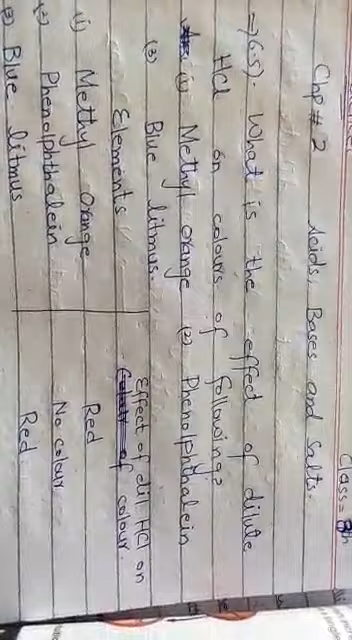 Class = 8th
Chp # 2 Acids, Bases and Salts.
→(6.5). What is the effect of dilute
HCl on colours of following?
(1) Methyl orange (2) Phenolphthalein
(3) Blue litmus.
Elements Effect of dil. HCl on colour.
(1) Methyl orange Red
(2) Phenolphthalein No colour
(3) Blue litmus Red